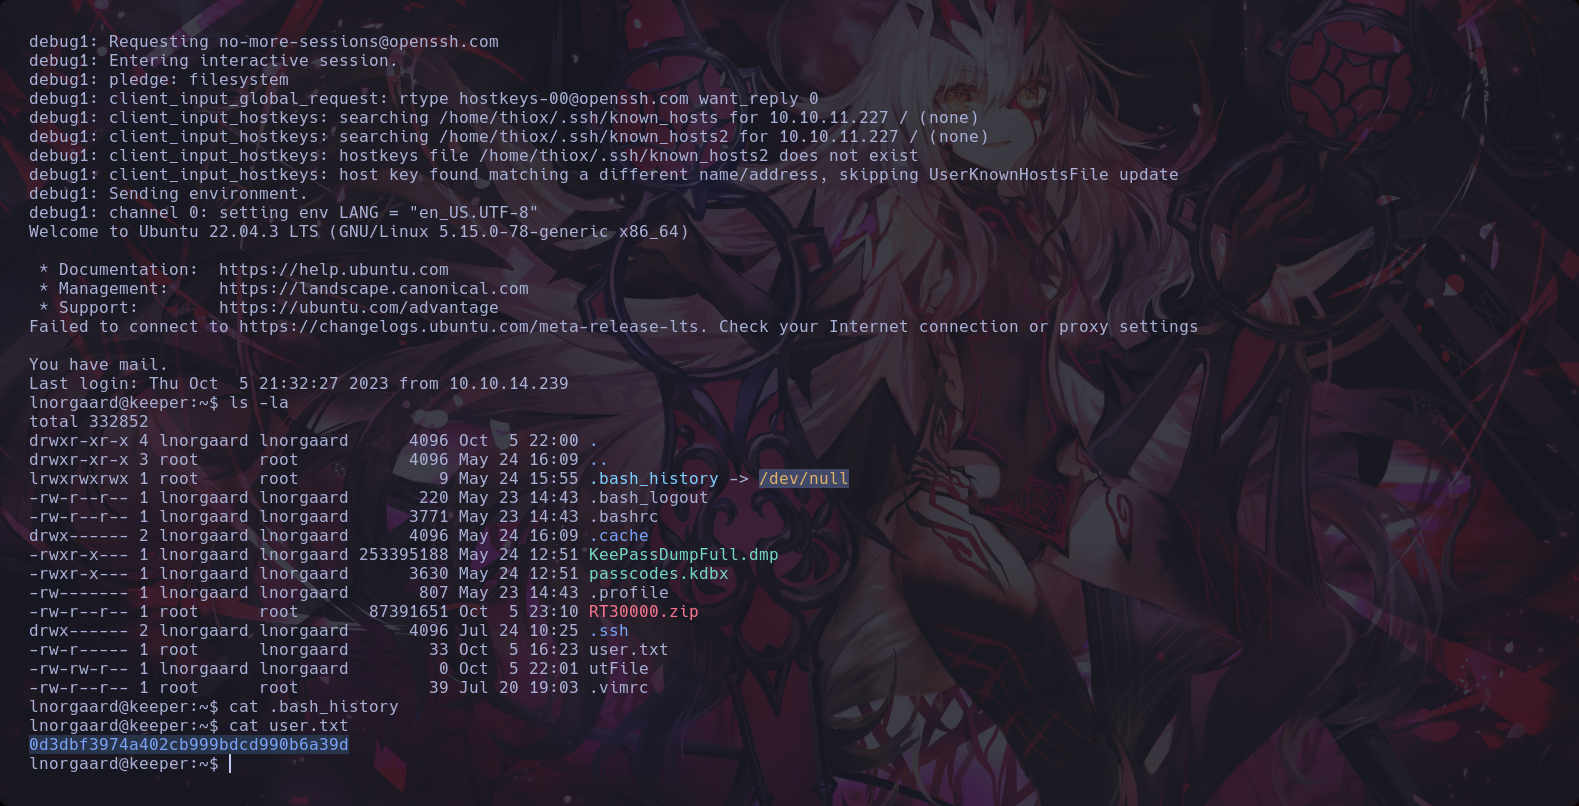 debug1: Requesting no-more-sessions@openssh.com
debug1: Entering interactive session.
debug1: pledge: filesystem
debug1: client_input_global_request: rtype hostkeys-00@openssh.com want_reply 0
debug1: client_input_hostkeys: searching /home/thiox/.ssh/known_hosts for 10.10.11.227 / (none)
debug1: client_input_hostkeys: searching /home/thiox/.ssh/known_hosts2 for 10.10.11.227 / (none)
debug1: client_input_hostkeys: hostkeys file /home/thiox/.ssh/known_hosts2 does not exist
debug1: client_input_hostkeys: host key found matching a different name/address, skipping UserKnownHostsFile update
debug1: Sending environment.
debug1: channel 0: setting env LANG = "en_US.UTF-8"
Welcome to Ubuntu 22.04.3 LTS (GNU/Linux 5.15.0-78-generic x86_64)

 * Documentation:  https://help.ubuntu.com
 * Management:     https://landscape.canonical.com
 * Support:        https://ubuntu.com/advantage
Failed to connect to https://changelogs.ubuntu.com/meta-release-lts. Check your Internet connection or proxy settings

You have mail.
Last login: Thu Oct  5 21:32:27 2023 from 10.10.14.239
lnorgaard@keeper:~$ ls -la
total 332852
drwxr-xr-x 4 lnorgaard lnorgaard      4096 Oct  5 22:00 .
drwxr-xr-x 3 root      root           4096 May 24 16:09 ..
lrwxrwxrwx 1 root      root              9 May 24 15:55 .bash_history -> /dev/null
-rw-r--r-- 1 lnorgaard lnorgaard       220 May 23 14:43 .bash_logout
-rw-r--r-- 1 lnorgaard lnorgaard      3771 May 23 14:43 .bashrc
drwx------ 2 lnorgaard lnorgaard      4096 May 24 16:09 .cache
-rwxr-x--- 1 lnorgaard lnorgaard 253395188 May 24 12:51 KeePassDumpFull.dmp
-rwxr-x--- 1 lnorgaard lnorgaard      3630 May 24 12:51 passcodes.kdbx
-rw------- 1 lnorgaard lnorgaard       807 May 23 14:43 .profile
-rw-r--r-- 1 root      root       87391651 Oct  5 23:10 RT30000.zip
drwx------ 2 lnorgaard lnorgaard      4096 Jul 24 10:25 .ssh
-rw-r----- 1 root      lnorgaard        33 Oct  5 16:23 user.txt
-rw-rw-r-- 1 lnorgaard lnorgaard         0 Oct  5 22:01 utFile
-rw-r--r-- 1 root      root             39 Jul 20 19:03 .vimrc
lnorgaard@keeper:~$ cat .bash_history
lnorgaard@keeper:~$ cat user.txt
0d3dbf3974a402cb999bdcd990b6a39d
lnorgaard@keeper:~$